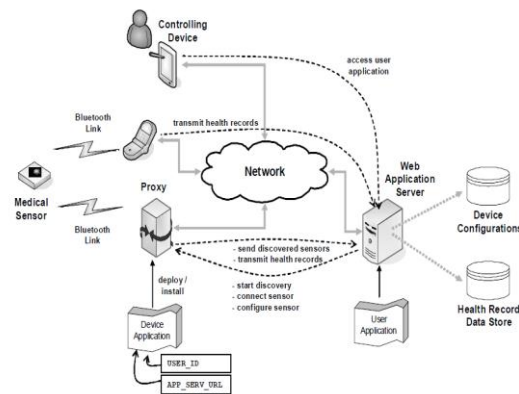 Controlling
Device
access user
application
Bluetooth
Link
transmit health records
Network
Web
Application
Server
Medical
Sensor
Proxy
Bluetooth
Link
Device
Configurations
- send discovered sensors
- transmit health records
deploy /
install
- start discovery
- connect sensor
- configure sensor
Device
Application
User
Application
Health Record
Data Store
USER_ID
APP_SERV_URL